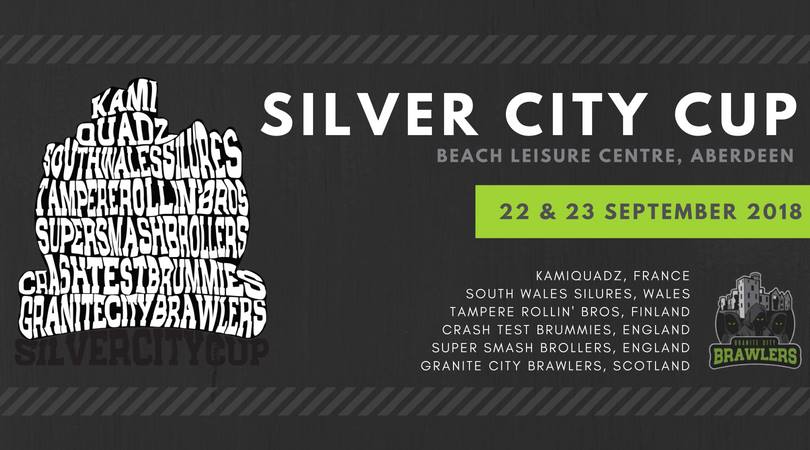 KAMI
QUADZ
SOUTHWALESSILURES
TAMPEREROLLIN'BROS
SUPERSMASHBROLLERS
CRASHTESTBRUMMIES
GRANITECITYBRAWLERS
SILVERCITYCUP
SILVER CITY CUP
BEACH LEISURE CENTRE, ABERDEEN
22 & 23 SEPTEMBER 2018
KAMIQUADZ, FRANCE
SOUTH WALES SILURES, WALES
TAMPERE ROLLIN' BROS, FINLAND
CRASH TEST BRUMMIES, ENGLAND
SUPER SMASH BROLLERS, ENGLAND
GRANITE CITY BRAWLERS, SCOTLAND
GRANITE CITY
BRAWLERS